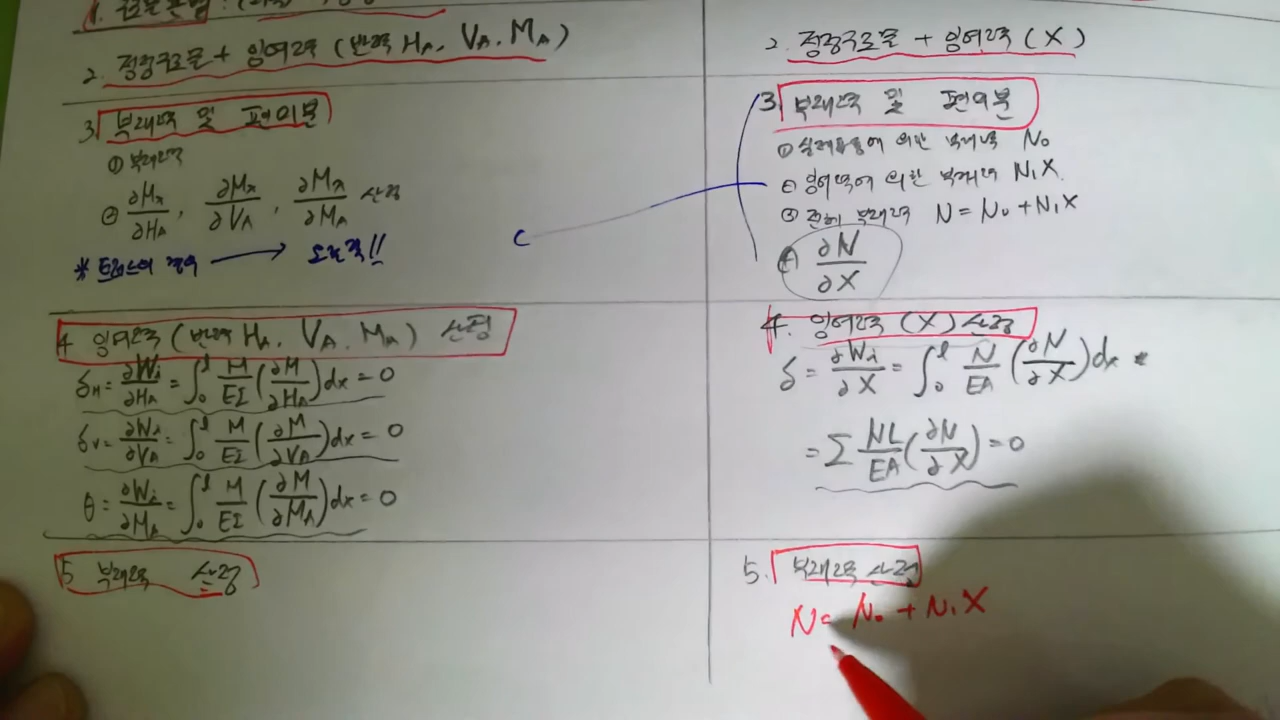 2. 정정구조물 + 잉여력 (반력 HA, VA, MA)
3. 부재력 및 편미분
① 부재력
② ∂Mx/∂HA, ∂Mx/∂VA, ∂Mx/∂MA 산정
* 트러스의 경우 → 도표적!!
4 잉여력 (반력 HA, VA, MA) 산정
δH = ∂Wi/∂HA = ∫₀ˡ M/EI (∂M/∂HA) dx = 0
δV = ∂Wi/∂VA = ∫₀ˡ M/EI (∂M/∂VA) dx = 0
θ = ∂Wi/∂MA = ∫₀ˡ M/EI (∂M/∂MA) dx = 0
5 부재력 산정
2. 정정구조물 + 잉여력 (X)
3 부재력 및 편미분
① 실하중에 의한 부재력 N₀
② 잉여력에 의한 부재력 N₁X.
③ 전체 부재력 N = N₀ + N₁X
④ ∂N/∂X
4. 잉여력 (X) 산정
δ = ∂Wi/∂X = ∫₀ˡ N/EA (∂N/∂X) dx
= Σ NL/EA (∂N/∂X) = 0
5. 부재력 산정
N = N₀ + N₁X